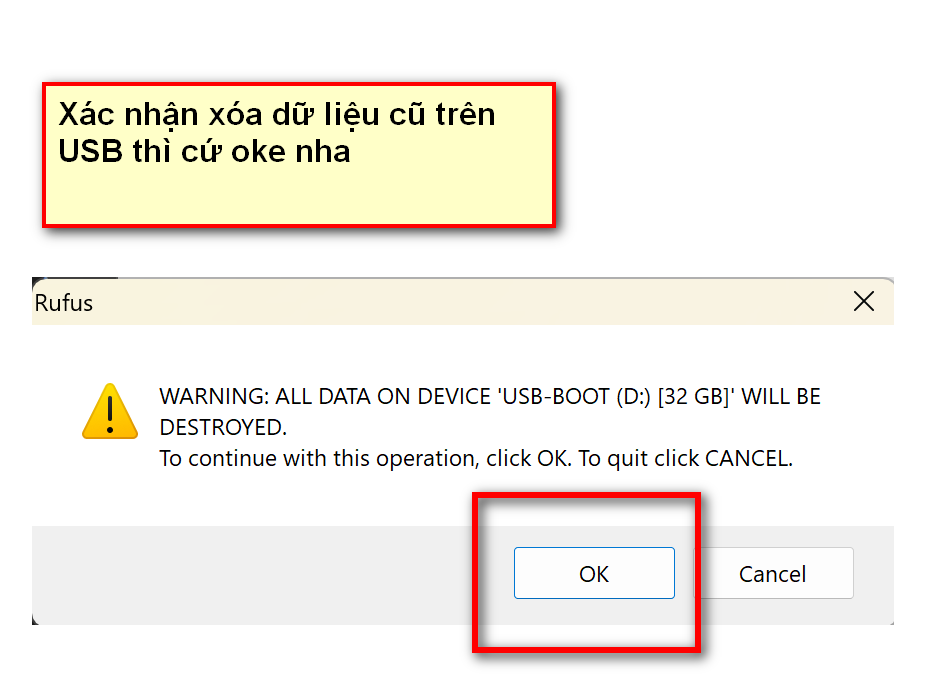 Xác nhận xóa dữ liệu cũ trên
USB thì cứ oke nha
Rufus
WARNING: ALL DATA ON DEVICE 'USB-BOOT (D:) [32 GB]' WILL BE
DESTROYED.
To continue with this operation, click OK. To quit click CANCEL.
OK
Cancel